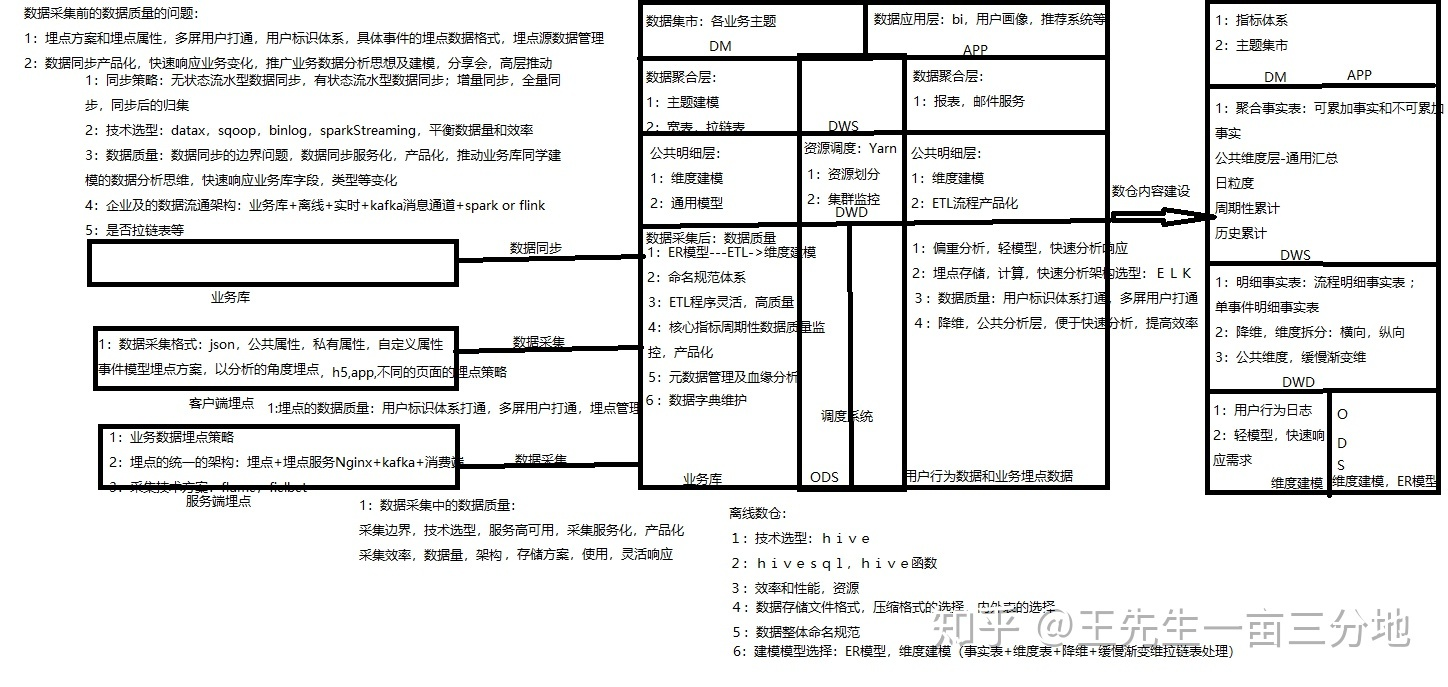 数据采集前的数据质量的问题：
1：埋点方案和埋点属性，多屏用户打通，用户标识体系，具体事件的埋点数据格式，埋点源数据管理
2：数据同步产品化，快速响应业务变化，推广业务数据分析思想及建模，分享会，高层推动
1：同步策略：无状态流水型数据同步，有状态流水型数据同步；增量同步，全量同
步，同步后的归集
2：技术选型：datax，sqoop，binlog，sparkStreaming，平衡数据量和效率
3：数据质量：数据同步的边界问题，数据同步服务化，产品化，推动业务库同学建
模的数据分析思维，快速响应业务库字段，类型等变化
4：企业及的数据流通架构：业务库+离线+实时+kafka消息通道+spark or flink
5：是否拉链表等
数据同步
业务库
1：数据采集格式：json，公共属性，私有属性，自定义属性
事件模型埋点方案，以分析的角度埋点，h5,app,不同的页面的埋点策略
数据采集
客户端埋点
1:埋点的数据质量：用户标识体系打通，多屏用户打通，埋点管理
1：业务数据埋点策略
2：埋点的统一的架构：埋点+埋点服务Nginx+kafka+消费端
3：采集技术方案：flume，fielbet
数据采集
服务端埋点
1：数据采集中的数据质量：
采集边界，技术选型，服务高可用，采集服务化，产品化
采集效率，数据量，架构，存储方案，使用，灵活响应
数据集市：各业务主题
DM
数据应用层：bi，用户画像，推荐系统等
APP
数据聚合层：
1：主题建模
2：宽表，拉链表
DWS
数据聚合层：
1：报表，邮件服务
公共明细层：
1：维度建模
2：通用模型
资源调度：Yarn
1：资源划分
2：集群监控
DWD
公共明细层：
1：维度建模
2：ETL流程产品化
数据采集后：数据质量
1：ER模型---ETL->维度建模
2：命名规范体系
3：ETL程序灵活，高质量
4：核心指标周期性数据质量监
控，产品化
5：元数据管理及血缘分析
6：数据字典维护
业务库
调度系统
ODS
1：偏重分析，轻模型，快速分析响应
2：埋点存储，计算，快速分析架构选型：ＥＬＫ
3：数据质量：用户标识体系打通，多屏用户打通
4：降维，公共分析层，便于快速分析，提高效率
用户行为数据和业务埋点数据
数仓内容建设
1：指标体系
2：主题集市
DM
APP
1：聚合事实表：可累加事实和不可累加
事实
公共维度层-通用汇总
日粒度
周期性累计
历史累计
DWS
1：明细事实表：流程明细事实表；
单事件明细事实表
2：降维，维度拆分：横向，纵向
3：公共维度，缓慢渐变维
DWD
1：用户行为日志
2：轻模型，快速响
应需求
维度建模
O
D
S
维度建模，ER模型
离线数仓：
1：技术选型：ｈｉｖｅ
2：ｈｉｖｅｓｑｌ，ｈｉｖｅ函数
3：效率和性能，资源
4：数据存储文件格式，压缩格式的选择，内外表的选择
5：数据整体命名规范
6：建模模型选择：ER模型，维度建模（事实表+维度表+降维+缓慢渐变维拉链表处理）
知乎 @王先生一亩三分地